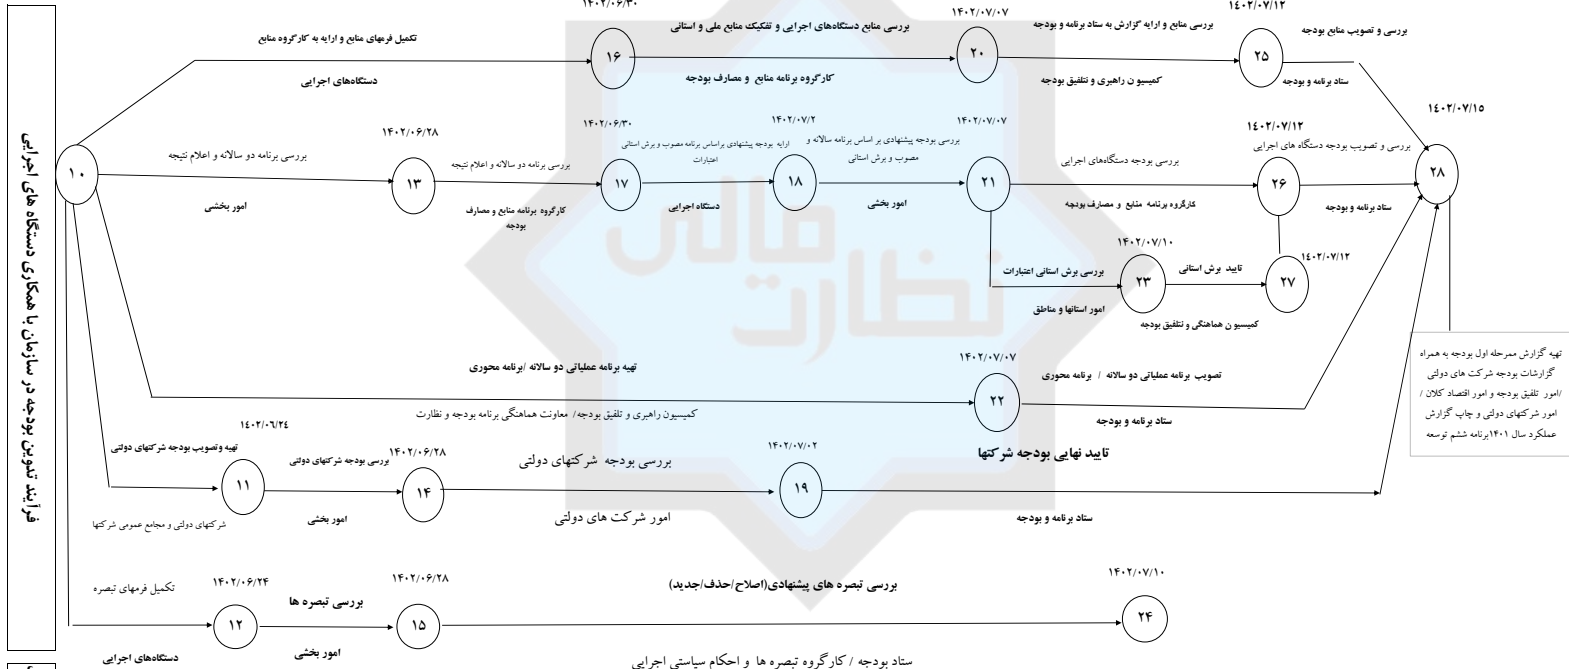 فرآیند تدوین بودجه در سازمان با همکاری دستگاه های اجرایی
۱۰
تکمیل فرمهای منابع و ارایه به کارگروه منابع
دستگاه‌های اجرایی
۱۴۰۲/۰۶/۳۰
۱۶
بررسی منابع دستگاه‌های اجرایی و تفکیک منابع ملی و استانی
کارگروه برنامه منابع و مصارف بودجه
۱۴۰۲/۰۷/۰۷
۲۰
بررسی منابع و ارایه گزارش به ستاد برنامه و بودجه
کمیسیون راهبری و تلفیق بودجه
۱٤۰۲/۰۷/۱۲
۲۵
بررسی و تصویب منابع بودجه
ستاد برنامه و بودجه
۱٤۰۲/۰۷/۱۵
۲۸
بررسی برنامه دو سالانه و اعلام نتیجه
امور بخشی
۱۴۰۲/۰۶/۲۸
۱۳
بررسی برنامه دو سالانه و اعلام نتیجه
کارگروه برنامه منابع و مصارف
بودجه
۱۴۰۲/۰۶/۳۰
۱۷
ارایه بودجه پیشنهادی براساس برنامه مصوب و برش استانی
اعتبارات
دستگاه اجرایی
۱۴۰۲/۰۷/۲
۱۸
بررسی بودجه پیشنهادی بر اساس برنامه سالانه و
مصوب و برش استانی
امور بخشی
۱۴۰۲/۰۷/۰۷
۲۱
بررسی بودجه دستگاه‌های اجرایی
کارگروه برنامه منابع و مصارف بودجه
۱٤۰۲/۰۷/۱۲
۲۶
بررسی و تصویب بودجه دستگاه های اجرایی
ستاد برنامه و بودجه
بررسی برش استانی اعتبارات
امور استانها و مناطق
۱۴۰۲/۰۷/۱۰
۲۳
تایید برش استانی
کمیسیون هماهنگی و تلفیق بودجه
۱٤۰۲/۰۷/۱۲
۲۷
تهیه برنامه عملیاتی دو سالانه /برنامه محوری
کمیسیون راهبری و تلفیق بودجه/ معاونت هماهنگی برنامه بودجه و نظارت
۱۴۰۲/۰۷/۰۷
۲۲
تصویب برنامه عملیاتی دو سالانه / برنامه محوری
ستاد برنامه و بودجه
تهیه گزارش ممرحله اول بودجه به همراه
گزارشات بودجه شرکت های دولتی
/امور تلفیق بودجه و امور اقتصاد کلان /
امور شرکتهای دولتی و چاپ گزارش
عملکرد سال ۱۴۰۱برنامه ششم توسعه
تهیه وتصویب بودجه شرکتهای دولتی
شرکتهای دولتی و مجامع عمومی شرکتها
۱٤۰۲/۰٦/۲٤
۱۱
بررسی بودجه شرکتهای دولتی
امور بخشی
۱۴۰۲/۰۶/۲۸
۱۴
بررسی بودجه شرکتهای دولتی
امور شرکت های دولتی
۱۴۰۲/۰۷/۰۲
۱۹
تایید نهایی بودجه شرکتها
ستاد برنامه و بودجه
تکمیل فرمهای تبصره
دستگاه‌های اجرایی
۱۴۰۲/۰۶/۲۴
۱۲
بررسی تبصره ها
امور بخشی
۱۴۰۲/۰۶/۲۸
۱۵
بررسی تبصره های پیشنهادی(اصلاح/حذف/جدید)
ستاد بودجه / کارگروه تبصره ها و احکام سیاستی اجرایی
۱۴۰۲/۰۷/۱۰
۲۴
نظارت
مالی